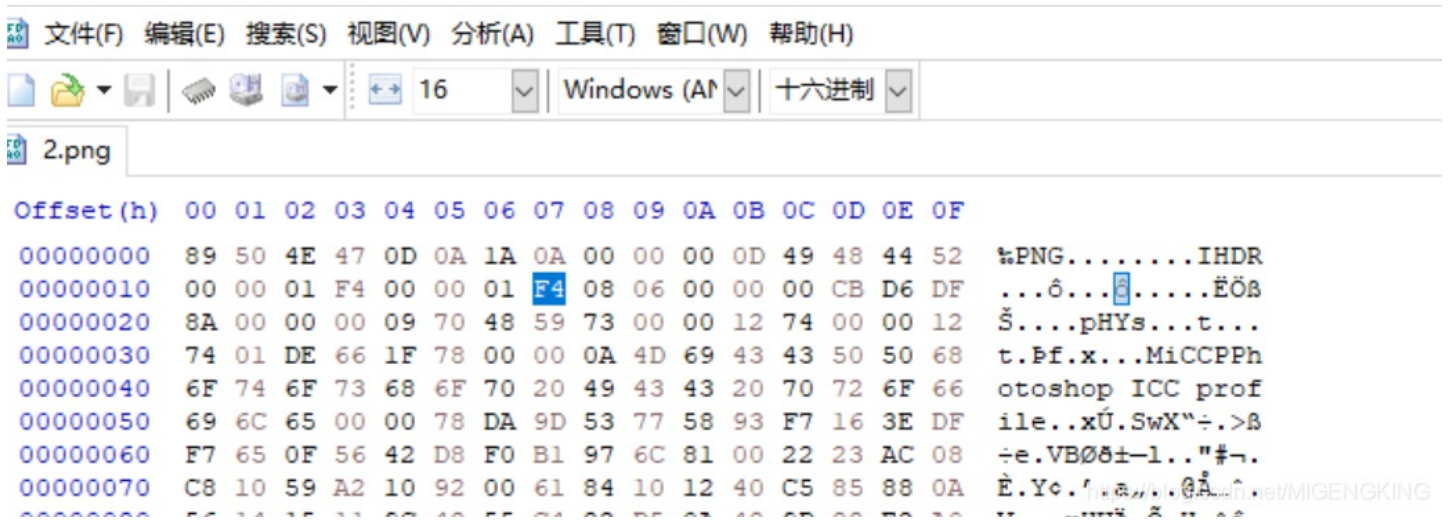 文件(F) 编辑(E) 搜索(S) 视图(V) 分析(A) 工具(T) 窗口(W) 帮助(H)
16 Windows (AN 十六进制
2.png
Offset(h) 00 01 02 03 04 05 06 07 08 09 0A 0B 0C 0D 0E 0F
00000000 89 50 4E 47 0D 0A 1A 0A 00 00 00 0D 49 48 44 52 ‰PNG........IHDR
00000010 00 00 01 F4 00 00 01 F4 08 06 00 00 00 CB D6 DF ...ô...ô.....ËÖß
00000020 8A 00 00 00 09 70 48 59 73 00 00 12 74 00 00 12 Š....pHYs...t...
00000030 74 01 DE 66 1F 78 00 00 0A 4D 69 43 43 50 50 68 t.Þf.x...MiCCPPh
00000040 6F 74 6F 73 68 6F 70 20 49 43 43 20 70 72 6F 66 otoshop ICC prof
00000050 69 6C 65 00 00 78 DA 9D 53 77 58 93 F7 16 3E DF ile..xÚ.SwX“÷.>ß
00000060 F7 65 0F 56 42 D8 F0 B1 97 6C 81 00 22 23 AC 08 ÷e.VBØð±—l.."#¬.
00000070 C8 10 59 A2 10 92 00 61 84 10 12 40 C5 85 88 0A È.Y¢.’.a„..@Å…ˆ.
https://blog.csdn.net/MIGENGKING